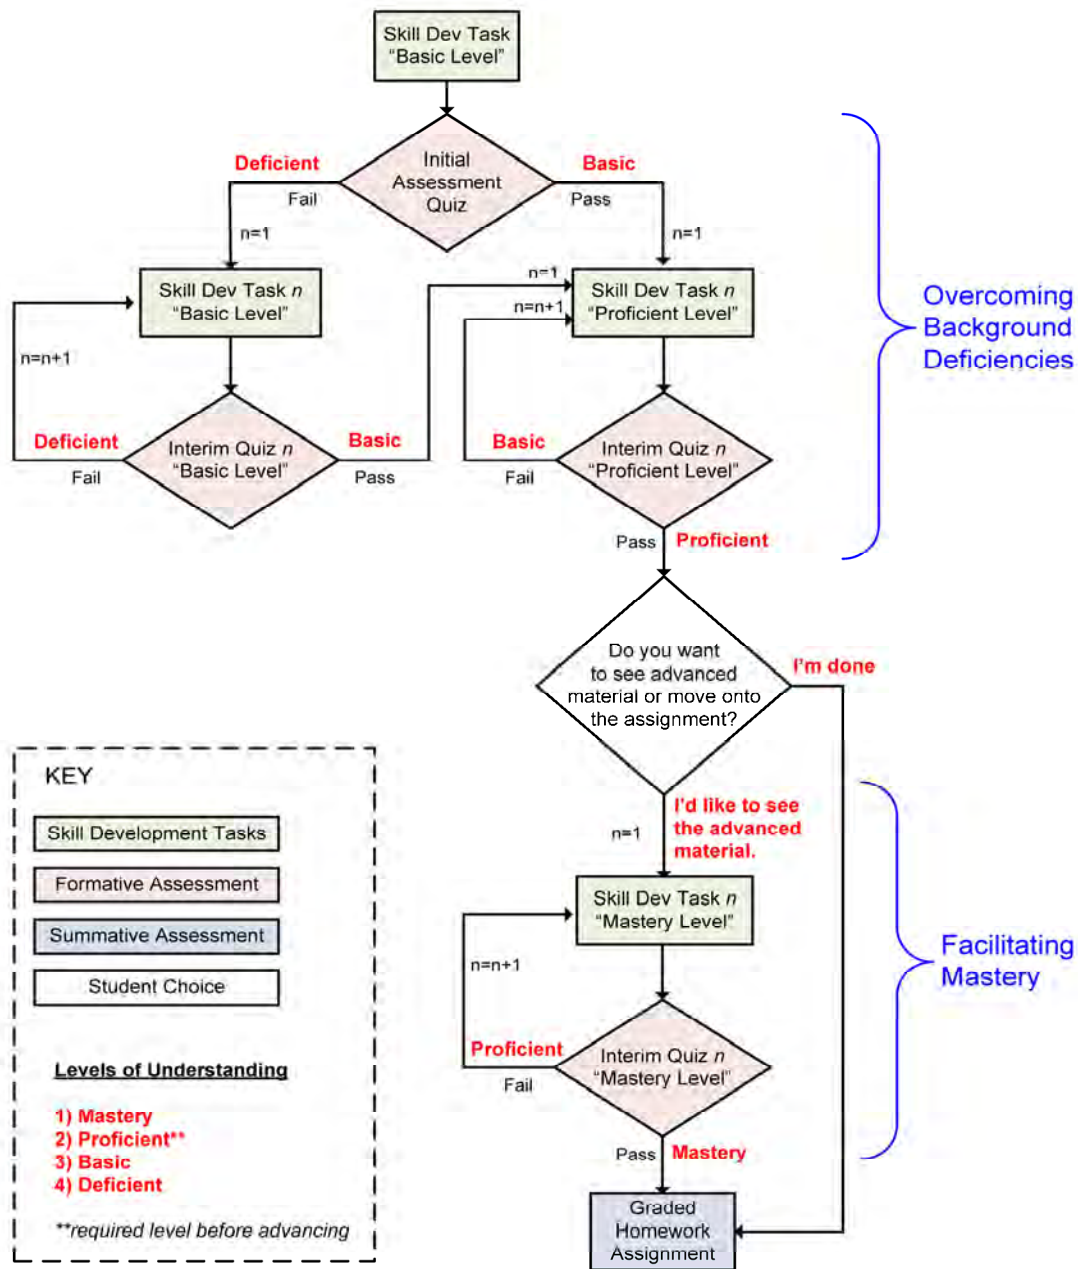 Skill Dev Task
“Basic Level”
Initial
Assessment
Quiz
Deficient
Fail
Basic
Pass
n=1
n=1
Skill Dev Task n
“Basic Level”
n=1
n=n+1
Skill Dev Task n
“Proficient Level”
n=n+1
Deficient
Fail
Interim Quiz n
“Basic Level”
Basic
Pass
Basic
Fail
Interim Quiz n
“Proficient Level”
Pass
Proficient
Overcoming
Background
Deficiencies
Do you want
to see advanced
material or move onto
the assignment?
I’m done
n=1
I’d like to see
the advanced
material.
Skill Dev Task n
“Mastery Level”
n=n+1
Proficient
Fail
Interim Quiz n
“Mastery Level”
Pass
Mastery
Graded
Homework
Assignment
Facilitating
Mastery
KEY
Skill Development Tasks
Formative Assessment
Summative Assessment
Student Choice
Levels of Understanding
1) Mastery
2) Proficient**
3) Basic
4) Deficient
**required level before advancing